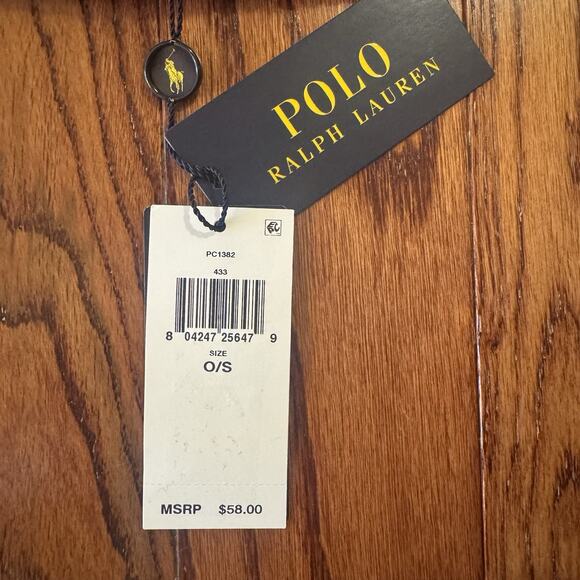 POLO
RALPH LAUREN
PC1382
433
8 04247 25647 9
SIZE
O/S
MSRP $58.00